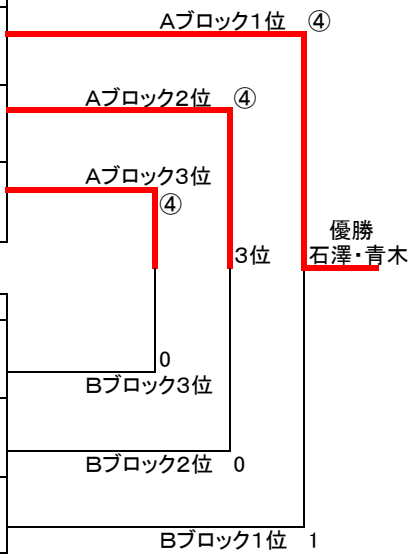 Aブロック1位 ④
Aブロック2位 ④
Aブロック3位
④
優勝
3位
石澤・青木
0
Bブロック3位
Bブロック2位 0
Bブロック1位 1